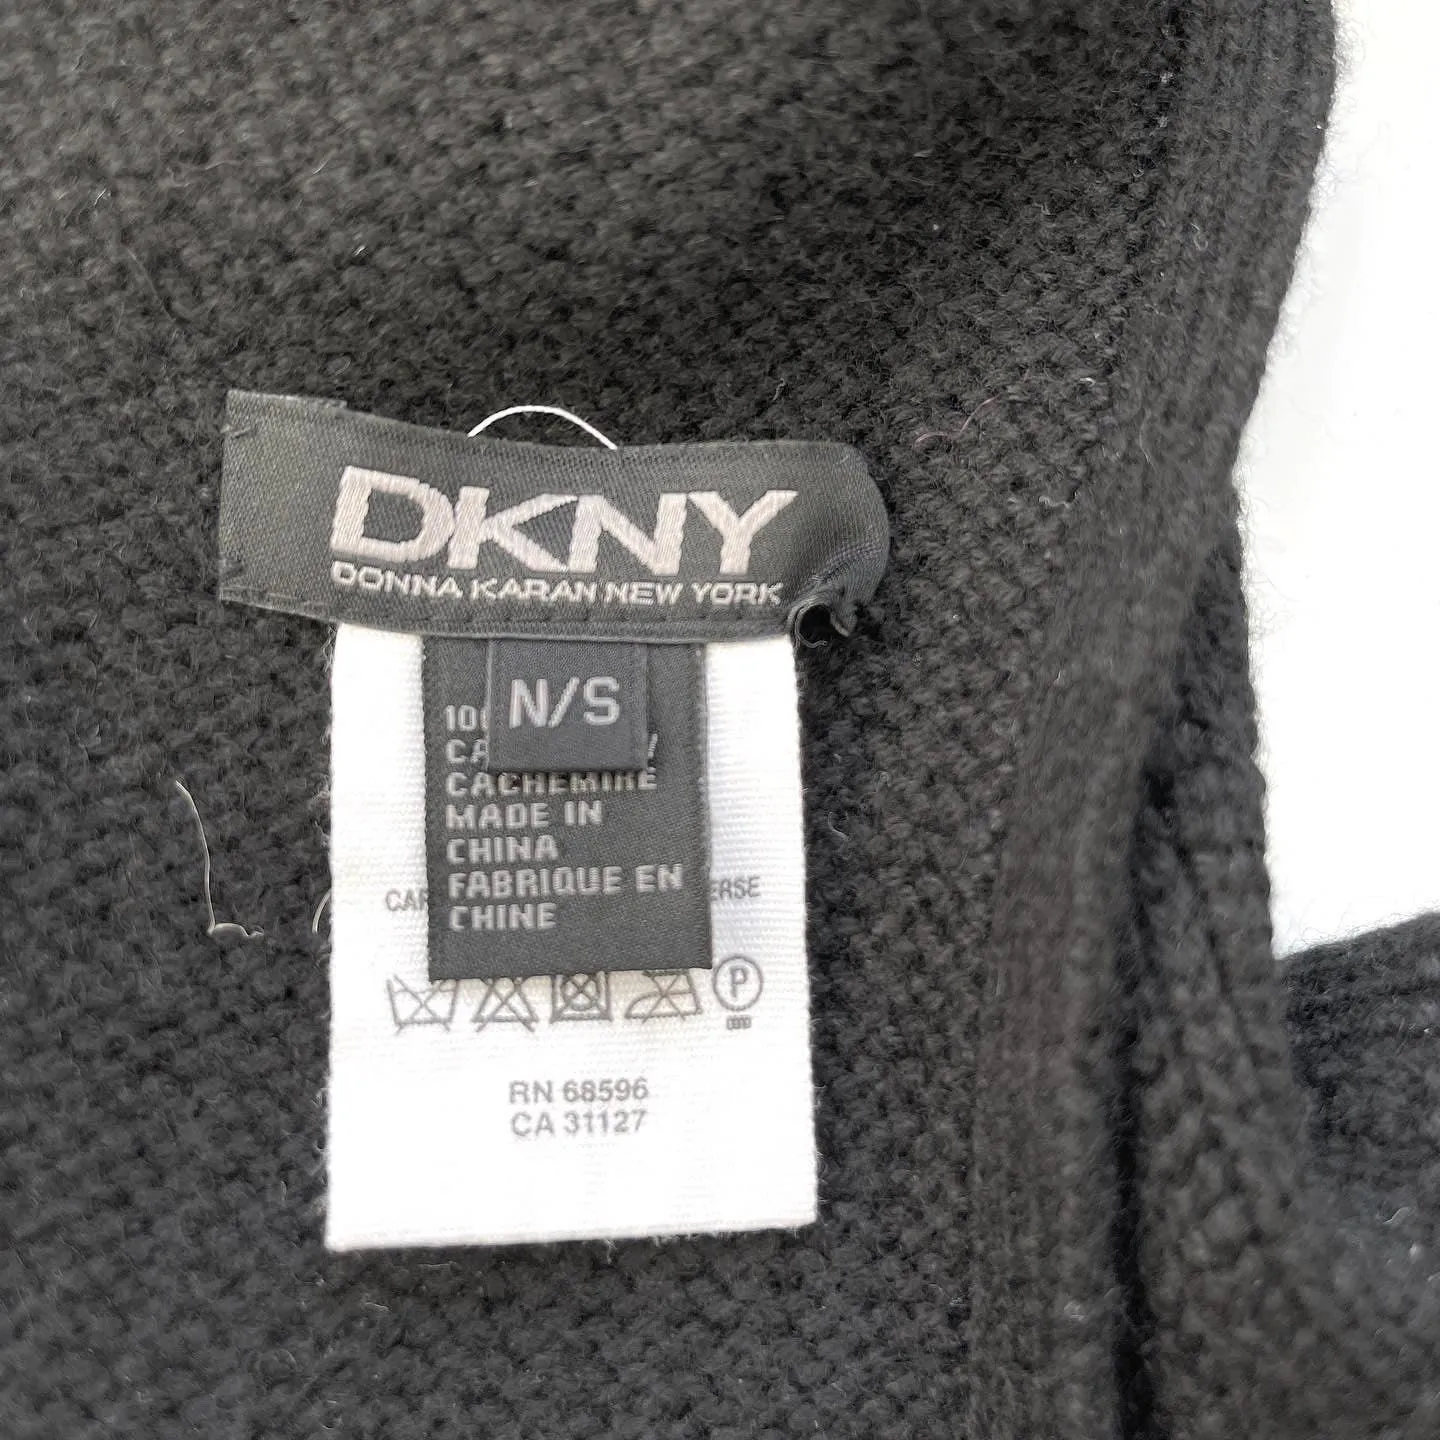 DKNY
DONNA KARAN NEW YORK
N/S
CACHEMIRE
MADE IN
CHINA
FABRIQUE EN
CHINE
P
RN 68596
CA 31127